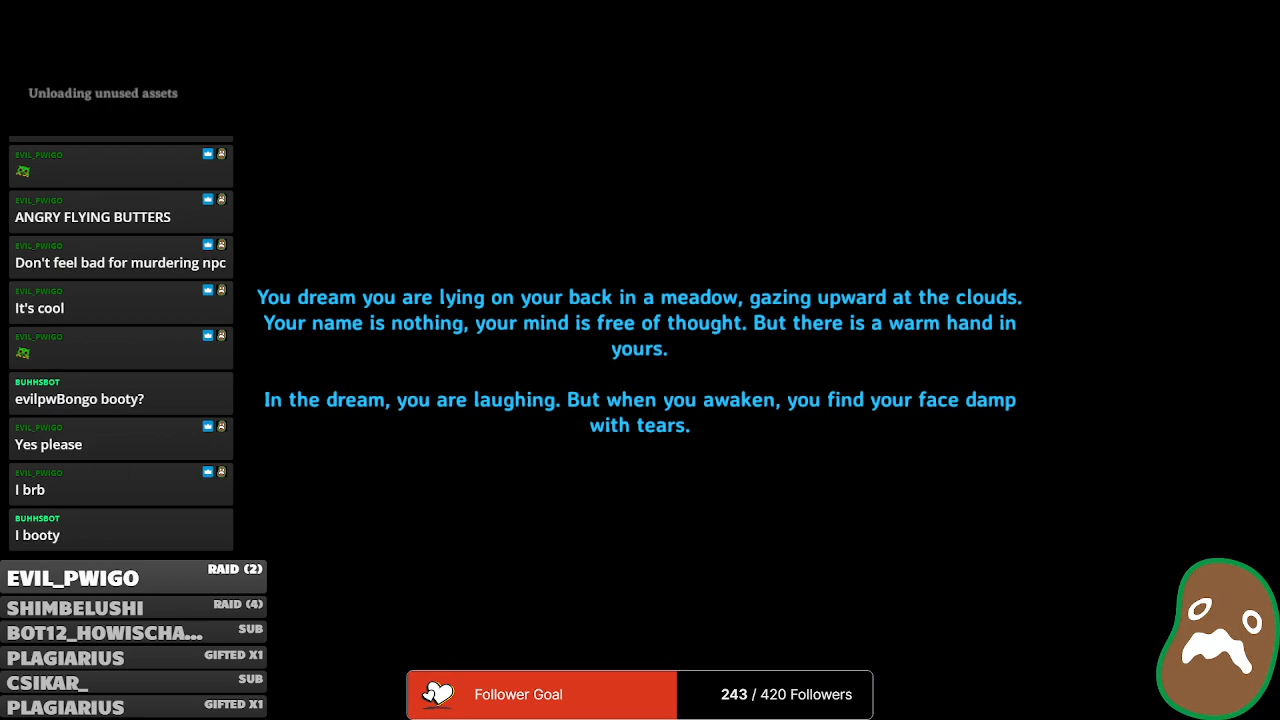 Unloading unused assets
EVIL_PWIGO
EVIL_PWIGO
ANGRY FLYING BUTTERS
EVIL_PWIGO
Don't feel bad for murdering npc
EVIL_PWIGO
It's cool
EVIL_PWIGO
BUHHSBOT
evilpwBongo booty?
EVIL_PWIGO
Yes please
EVIL_PWIGO
I brb
BUHHSBOT
I booty
EVIL_PWIGO RAID (2)
SHIMBELUSHI RAID (4)
BOT12_HOWISCHA... SUB
PLAGIARIUS GIFTED X1
CSIKAR_ SUB
PLAGIARIUS GIFTED X1
You dream you are lying on your back in a meadow, gazing upward at the clouds.
Your name is nothing, your mind is free of thought. But there is a warm hand in
yours.
In the dream, you are laughing. But when you awaken, you find your face damp
with tears.
Follower Goal 243 / 420 Followers